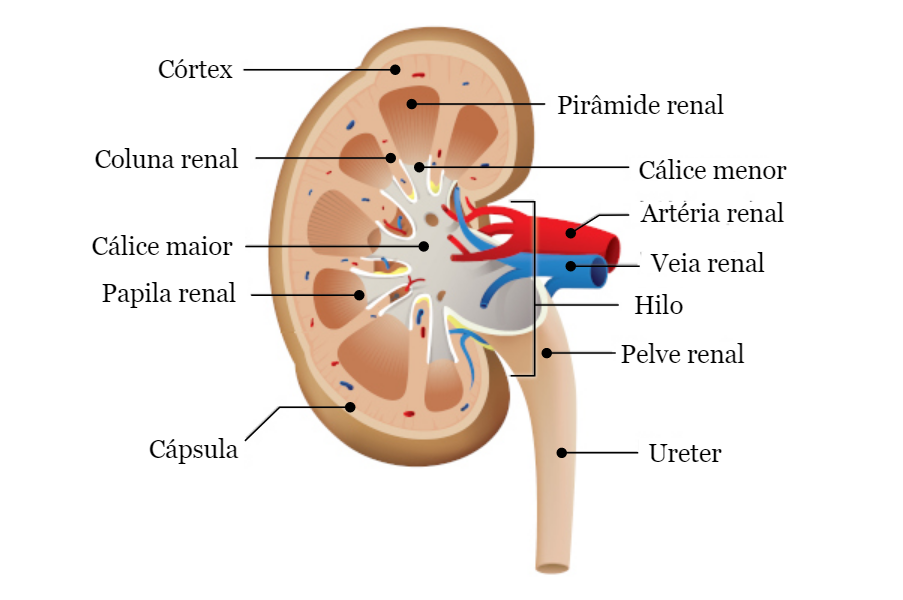 Córtex
Pirâmide renal
Coluna renal
Cálice menor
Artéria renal
Cálice maior
Veia renal
Papila renal
Hilo
Pelve renal
Cápsula
Ureter